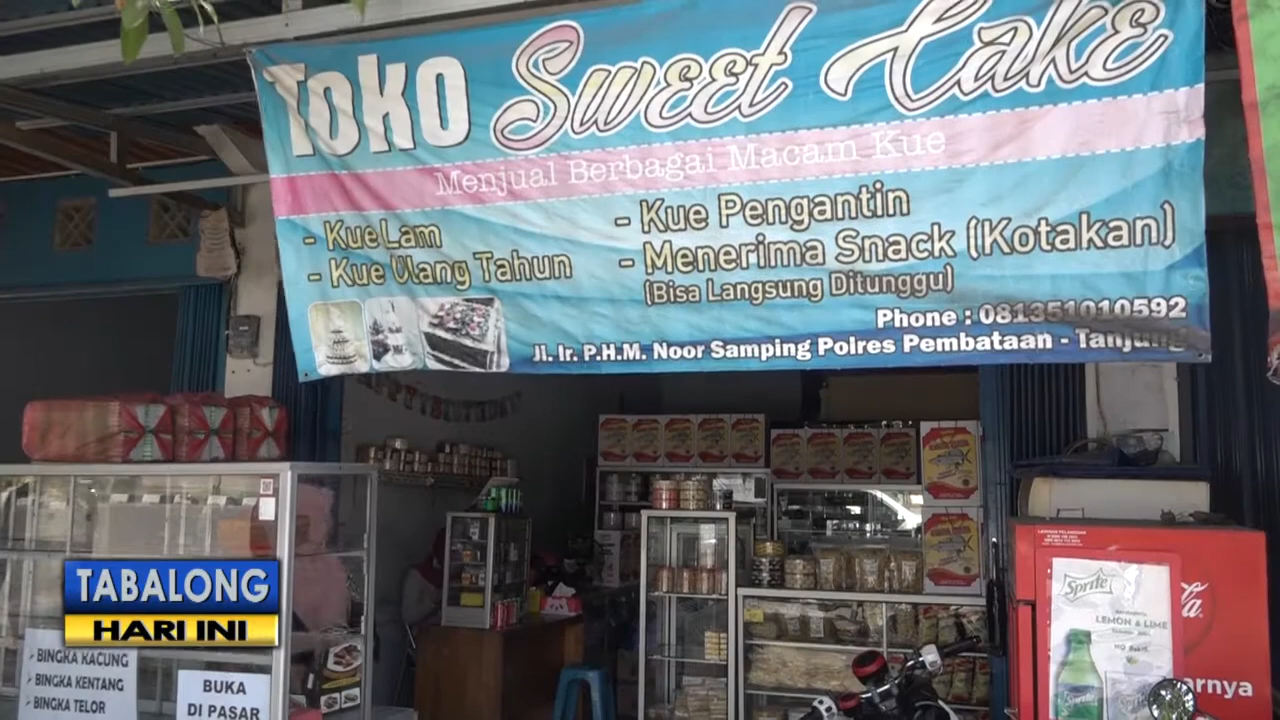 Toko Sweet Cake
Menjual Berbagai Macam Kue
- Kue Lam
- Kue Ulang Tahun
- Kue Pengantin
- Menerima Snack (Kotakan)
(Bisa Langsung Ditunggu)
Phone : 081351010592
Jl. Ir. P.H.M. Noor Samping Polres Pembataan - Tanjung
TABALONG
HARI INI
BINGKA KACUNG
BINGKA KENTANG
BINGKA TELOR
BUKA
DI PASAR
Sprite
LEMON & LIME
Sprite